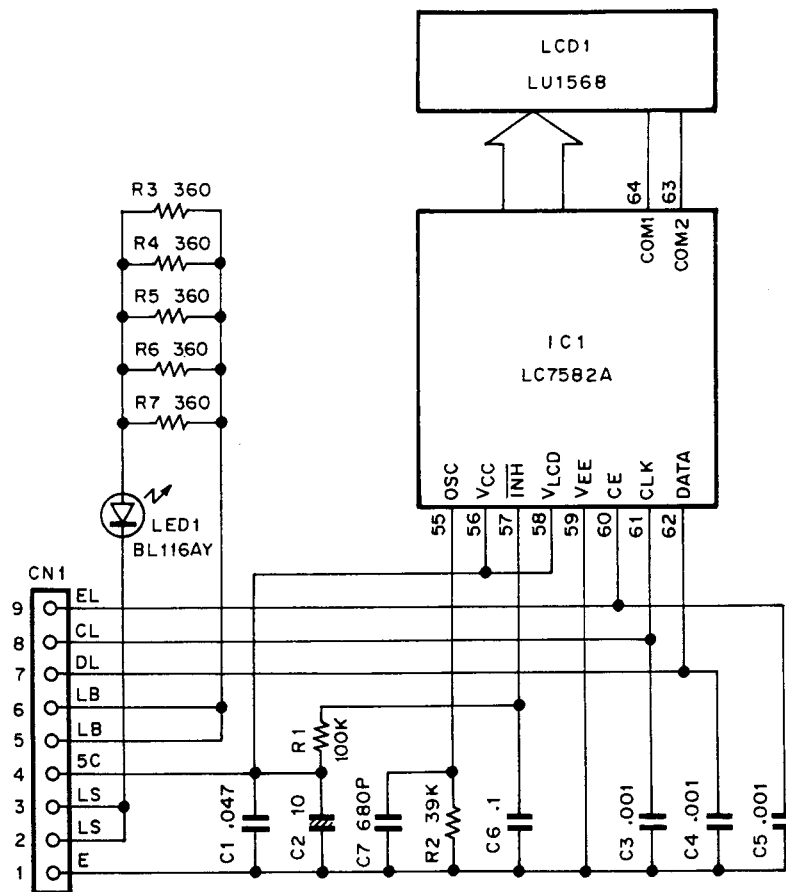 LCD1
LU1568
64
63
COM1
COM2
R3 360
R4 360
R5 360
R6 360
R7 360
IC1
LC7582A
OSC
VCC
INH
VLCD
VEE
CE
CLK
DATA
55
56
57
58
59
60
61
62
LED1
BL116AY
CN1
9 EL
8 CL
7 DL
6 LB
5 LB
4 5C
3 LS
2 LS
1 E
R1
100K
C1 .047
C2 10
C7 680P
R2 39K
C6 .1
C3 .001
C4 .001
C5 .001